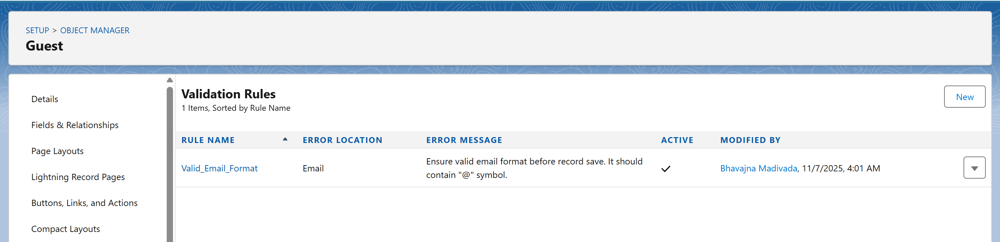 SETUP > OBJECT MANAGER
Guest
Details
Fields & Relationships
Page Layouts
Lightning Record Pages
Buttons, Links, and Actions
Compact Layouts
Validation Rules
1 Items, Sorted by Rule Name
New
RULE NAME ERROR LOCATION ERROR MESSAGE ACTIVE MODIFIED BY
Valid_Email_Format Email Ensure valid email format before record save. It should
contain "@" symbol. Bhavajna Madivada, 11/7/2025, 4:01 AM